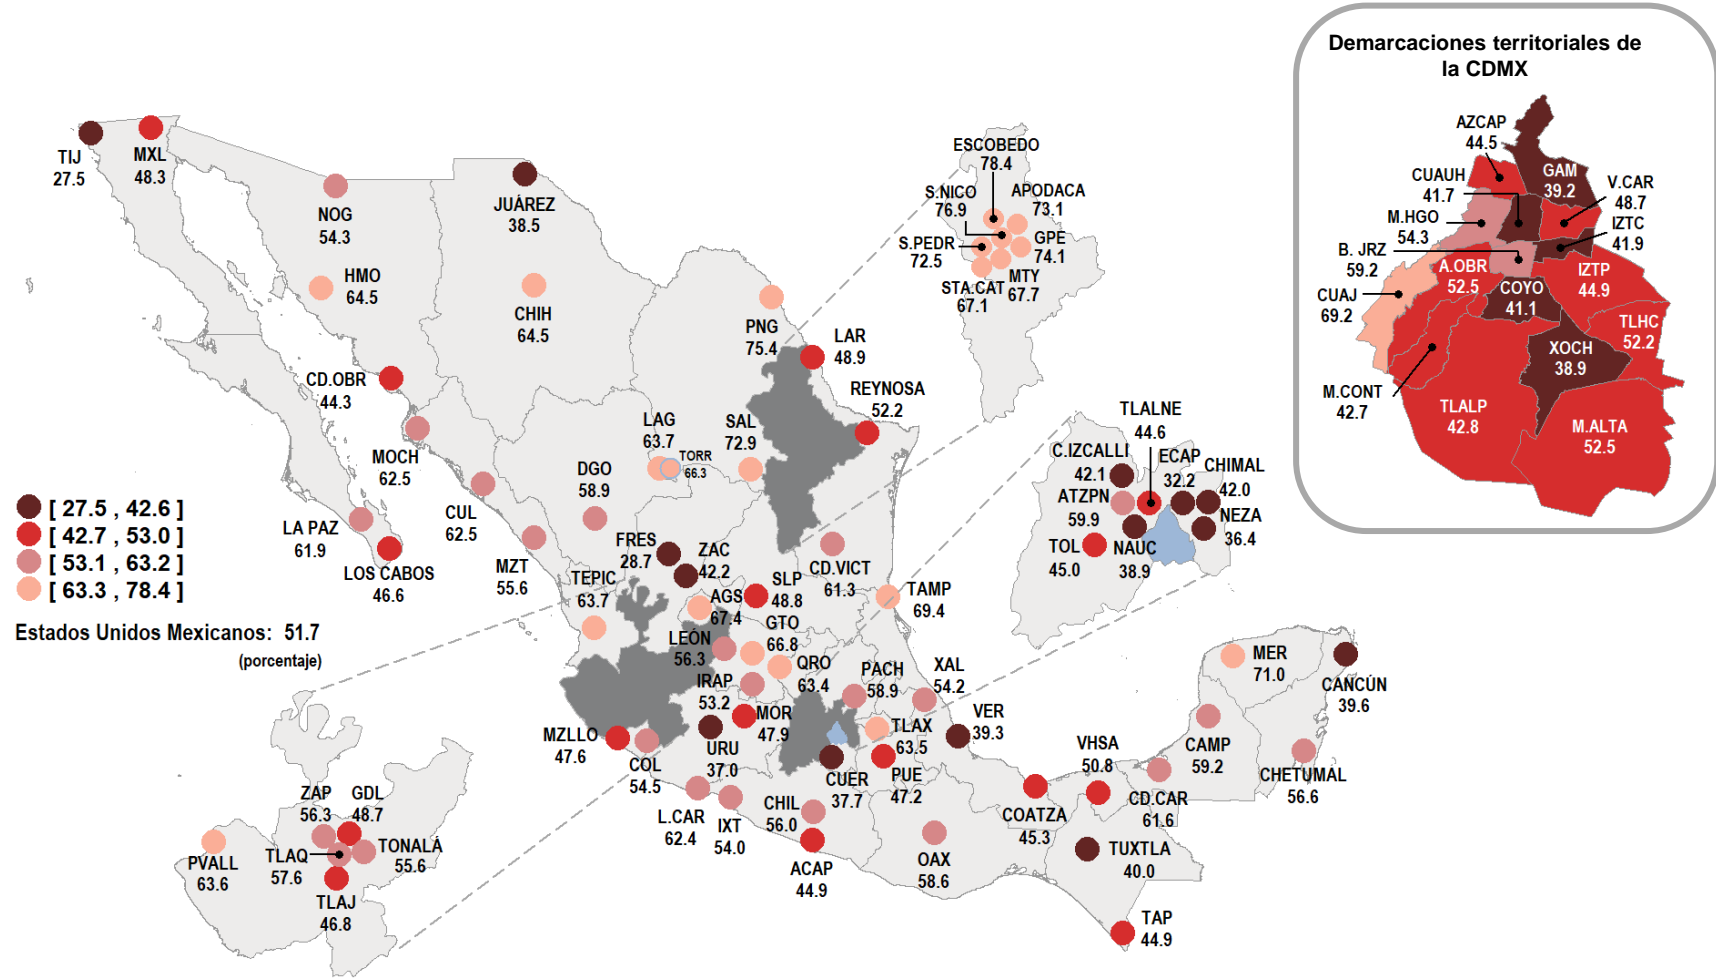 Demarcaciones territoriales de
la CDMX
AZCAP
44.5
CUAUH
41.7
GAM
39.2
V.CAR
48.7
M.HGO
54.3
IZTC
41.9
B. JRZ
59.2
A.OBR
52.5
IZTP
44.9
CUAJ
69.2
COYO
41.1
TLHC
52.2
XOCH
38.9
M.CONT
42.7
TLALP
42.8
M.ALTA
52.5
TIJ
27.5
MXL
48.3
NOG
54.3
JUÁREZ
38.5
HMO
64.5
CHIH
64.5
ESCOBEDO
78.4
S.NICO
76.9
APODACA
73.1
S.PEDR
72.5
GPE
74.1
STA.CAT
67.1
MTY
67.7
PNG
75.4
LAR
48.9
REYNOSA
52.2
CD.OBR
44.3
MOCH
62.5
LAG
63.7
TORR
66.3
SAL
72.9
DGO
58.9
CUL
62.5
LA PAZ
61.9
LOS CABOS
46.6
MZT
55.6
FRES
28.7
ZAC
42.2
TEPIC
63.7
AGS
67.4
SLP
48.8
CD.VICT
61.3
TAMP
69.4
TLALNE
44.6
C.IZCALLI
42.1
ECAP
32.2
CHIMAL
42.0
ATZPN
59.9
NEZA
36.4
TOL
45.0
NAUC
38.9
[ 27.5 , 42.6 ]
[ 42.7 , 53.0 ]
[ 53.1 , 63.2 ]
[ 63.3 , 78.4 ]
Estados Unidos Mexicanos: 51.7
(porcentaje)
LEÓN
56.3
GTO
66.8
QRO
63.4
IRAP
53.2
PACH
58.9
XAL
54.2
MOR
47.9
MZLLO
47.6
COL
54.5
URU
37.0
TLAX
63.5
VER
39.3
CUER
37.7
PUE
47.2
L.CAR
62.4
IXT
54.0
CHIL
56.0
ACAP
44.9
OAX
58.6
COATZA
45.3
VHSA
50.8
CD.CAR
61.6
TUXTLA
40.0
TAP
44.9
MER
71.0
CANCÚN
39.6
CAMP
59.2
CHETUMAL
56.6
ZAP
56.3
GDL
48.7
PVALL
63.6
TLAQ
57.6
TONALÁ
55.6
TLAJ
46.8